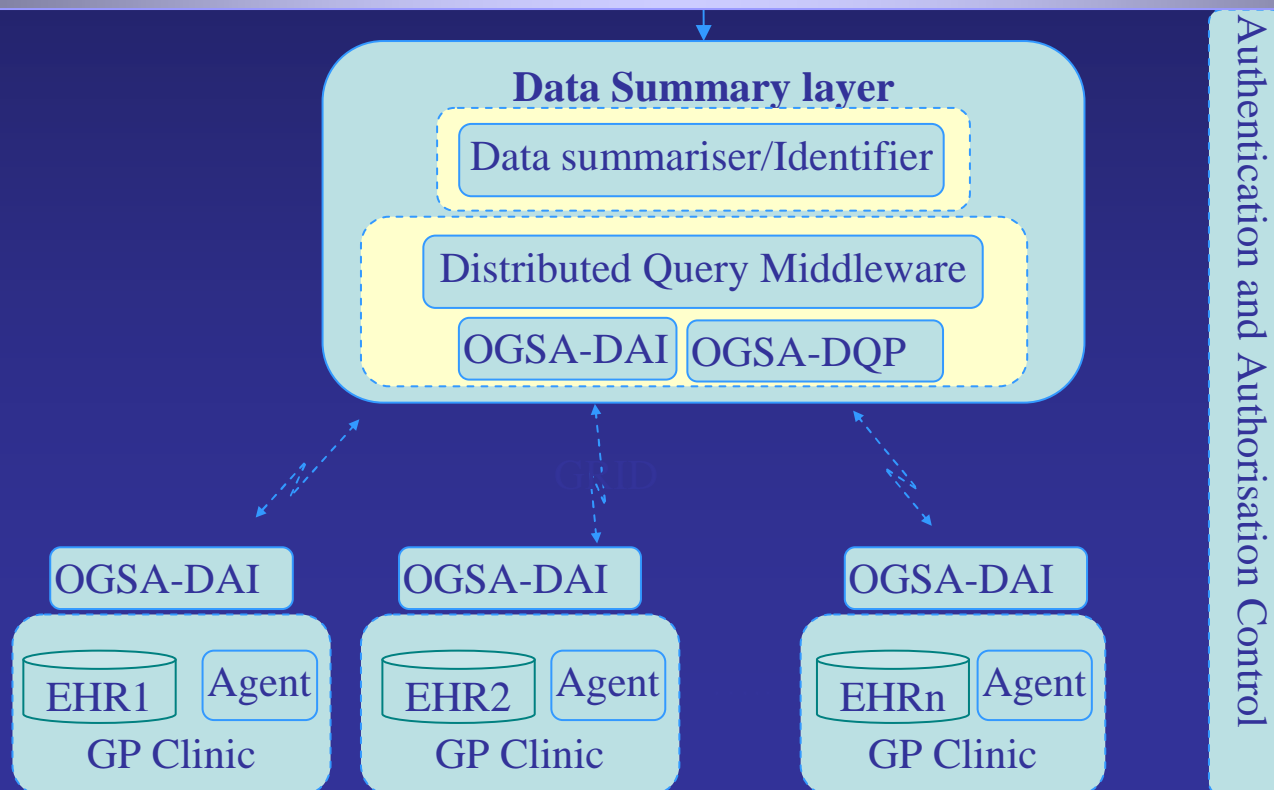 Data Summary layer
Data summariser/Identifier
Distributed Query Middleware
OGSA-DAI
OGSA-DQP
GRID
OGSA-DAI
OGSA-DAI
OGSA-DAI
EHR1
Agent
GP Clinic
EHR2
Agent
GP Clinic
EHRn
Agent
GP Clinic
Authentication and Authorisation Control